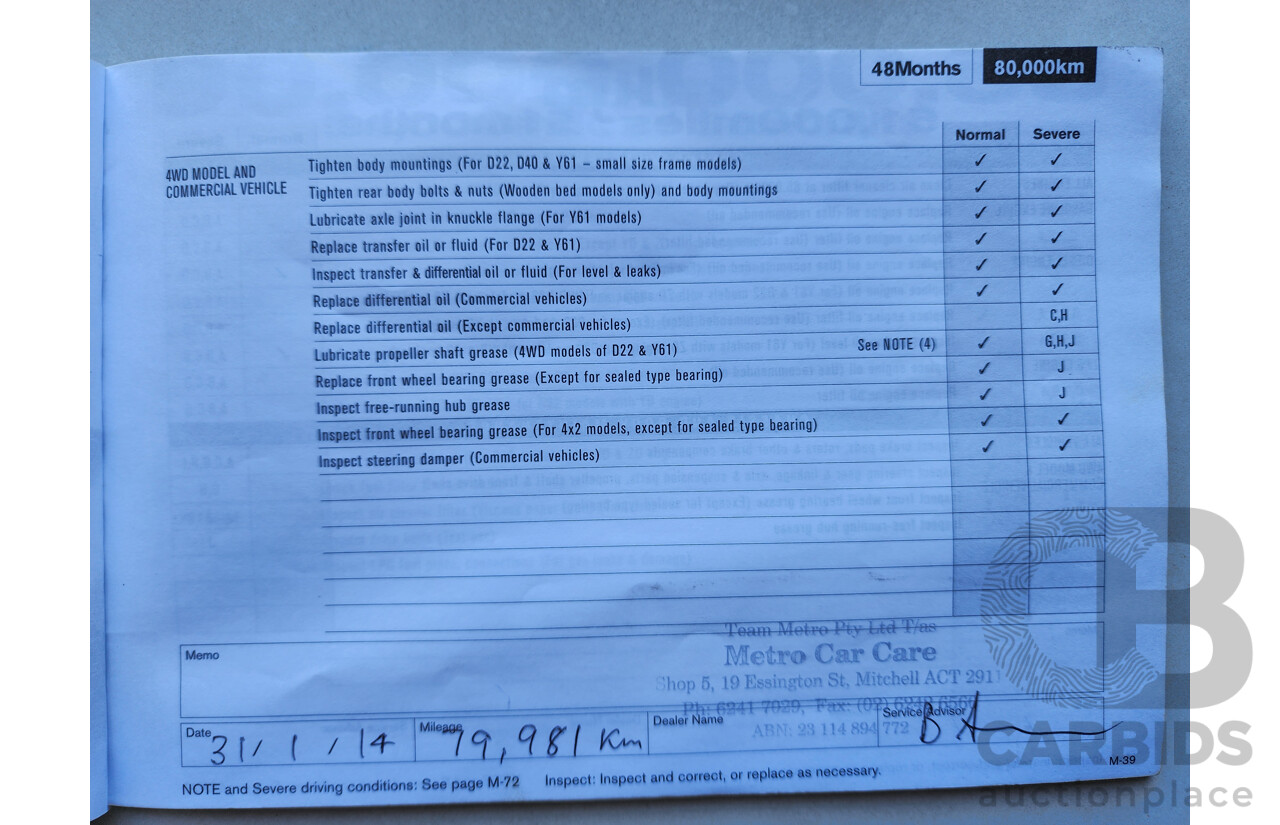 48Months 80,000km
Normal Severe
4WD MODEL AND
COMMERCIAL VEHICLE
Tighten body mountings (For D22, D40 & Y61 – small size frame models) ✓ ✓
Tighten rear body bolts & nuts (Wooden bed models only) and body mountings ✓ ✓
Lubricate axle joint in knuckle flange (For Y61 models) ✓ ✓
Replace transfer oil or fluid (For D22 & Y61) ✓ ✓
Inspect transfer & differential oil or fluid (For level & leaks) ✓ ✓
Replace differential oil (Commercial vehicles) ✓ ✓
Replace differential oil (Except commercial vehicles) C,H
Lubricate propeller shaft grease (4WD models of D22 & Y61) See NOTE (4) ✓ G,H,J
Replace front wheel bearing grease (Except for sealed type bearing) ✓ J
Inspect free-running hub grease ✓ J
Inspect front wheel bearing grease (For 4x2 models, except for sealed type bearing) ✓ ✓
Inspect steering damper (Commercial vehicles) ✓ ✓
Memo
Team Metro Pty Ltd T/as
Metro Car Care
Shop 5, 19 Essington St, Mitchell ACT 2911
Ph: 6241 7029, Fax: (02)
ABN: 23 114 894 772
Date 31/1/14
Mileage 79,981 Km
Dealer Name
Service Advisor
NOTE and Severe driving conditions: See page M-72 Inspect: Inspect and correct, or replace as necessary.
M-39
CARBIDS
auctionplace